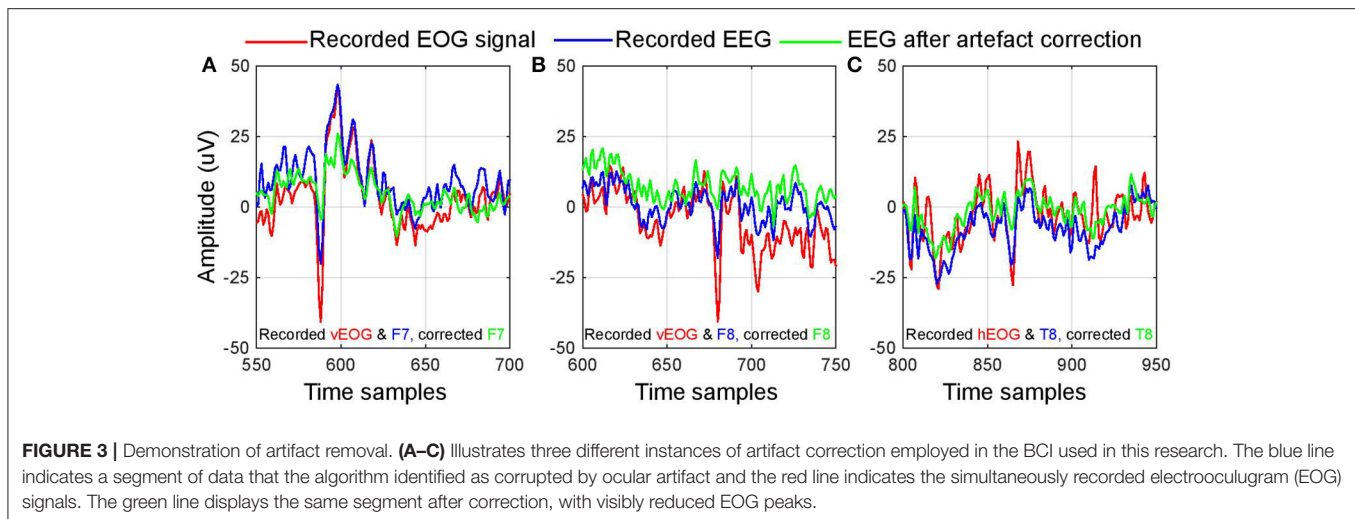 Recorded EOG signal Recorded EEG EEG after artefact correction
A B C
50 50 50
25 25 25
0 0 0
-25 -25 -25
-50 -50 -50
Amplitude (uV)
Recorded vEOG & F7, corrected F7
Recorded vEOG & F8, corrected F8
Recorded hEOG & T8, corrected T8
550 600 650 700
600 650 700 750
800 850 900 950
Time samples Time samples Time samples
FIGURE 3 | Demonstration of artifact removal. (A–C) Illustrates three different instances of artifact correction employed in the BCI used in this research. The blue line
indicates a segment of data that the algorithm identified as corrupted by ocular artifact and the red line indicates the simultaneously recorded electrooculugram (EOG)
signals. The green line displays the same segment after correction, with visibly reduced EOG peaks.